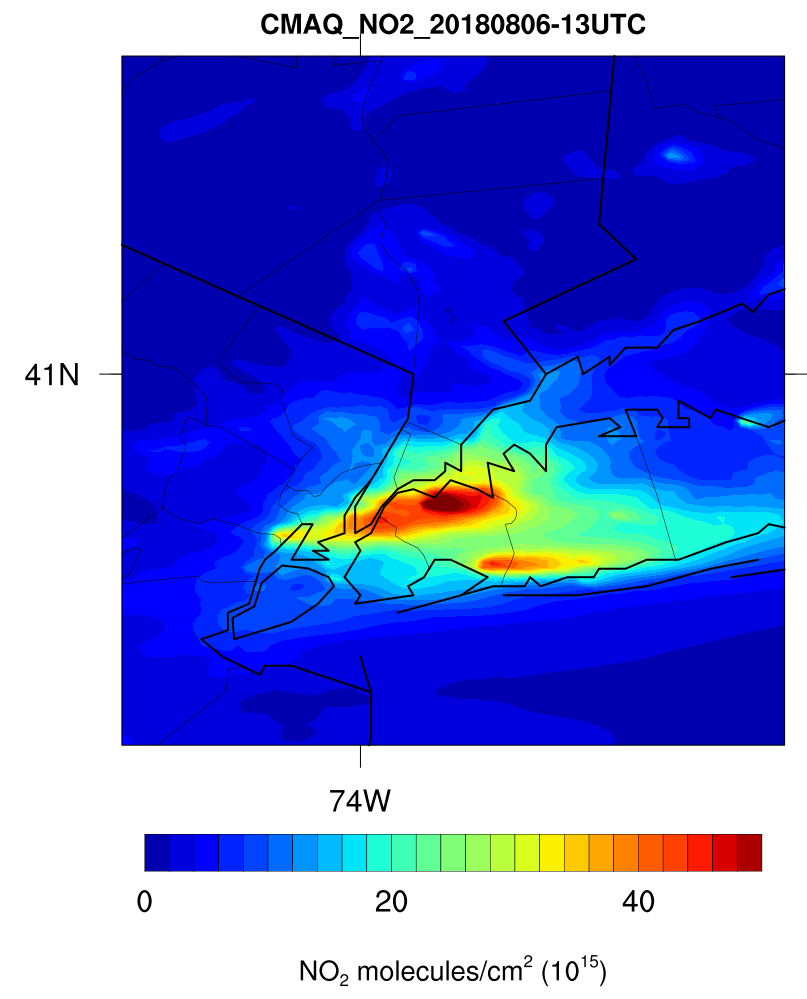 CMAQ_NO2_20180806-13UTC
41N
74W
0 20 40
NO₂ molecules/cm² (10¹⁵)